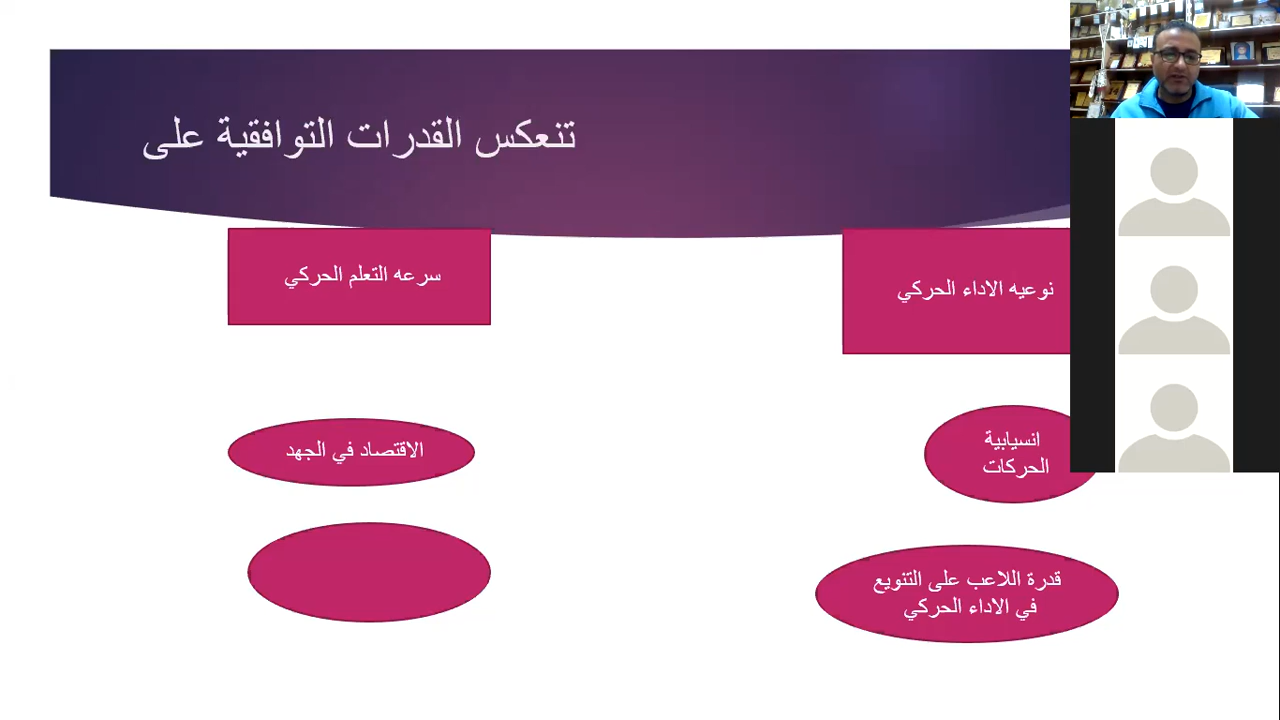 تنعكس القدرات التوافقية على
نوعيه الاداء الحركي
سرعه التعلم الحركي
انسيابية
الحركات
الاقتصاد في الجهد
قدرة اللاعب على التنويع
في الاداء الحركي